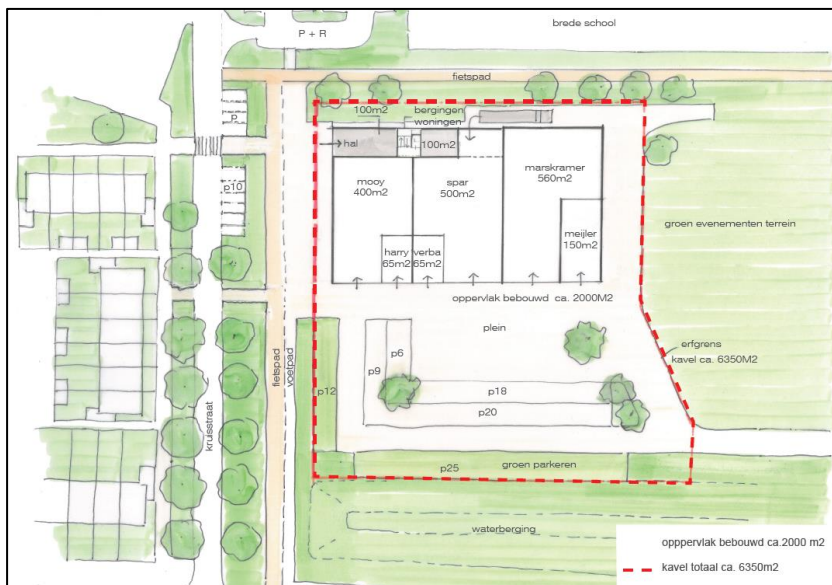 brede school
P + R
fietspad
100m2
bergingen
woningen
P
hal
100m2
marskramer
560m2
mooy
400m2
spar
500m2
p10
meijler
150m2
groen evenementen terrein
harry
65m2
verba
65m2
oppervlak bebouwd ca. 2000M2
plein
erfgrens
kavel ca. 6350M2
fietspad
voetpad
kruisstraat
p6
p9
p12
p18
p20
p25
groen parkeren
waterberging
opppervlak bebouwd ca.2000 m2
kavel totaal ca. 6350m2